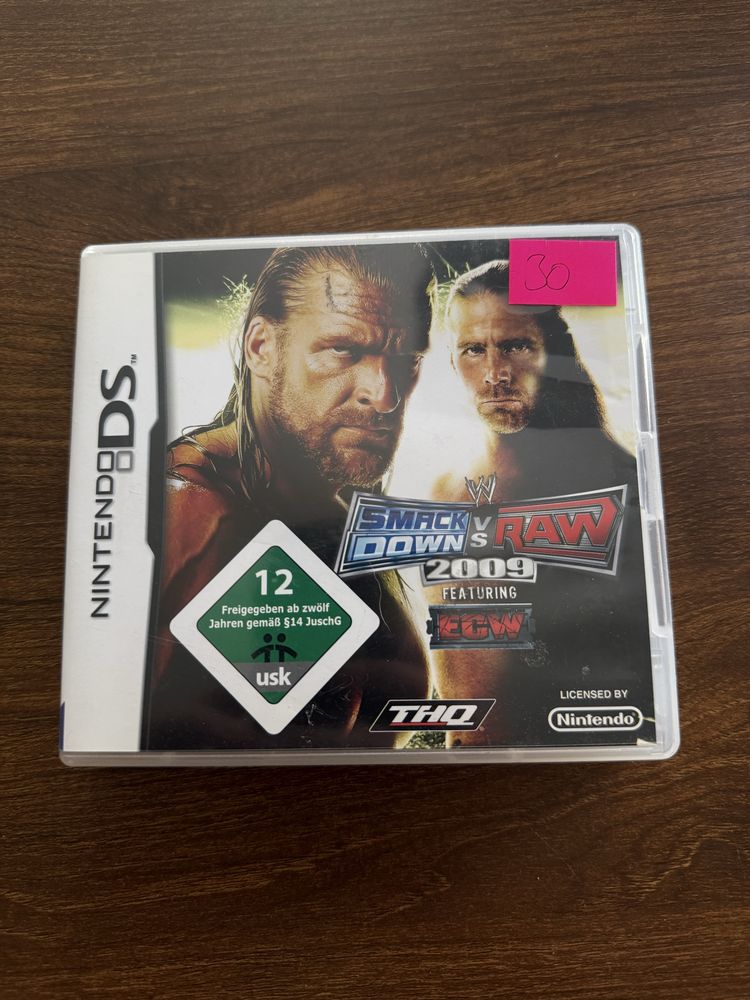 NINTENDO DS™
30
W
SMACK DOWN VS RAW
2009
FEATURING
ECW
12
Freigegeben ab zwölf
Jahren gemäß §14 JuschG
usk
THQ
LICENSED BY
Nintendo